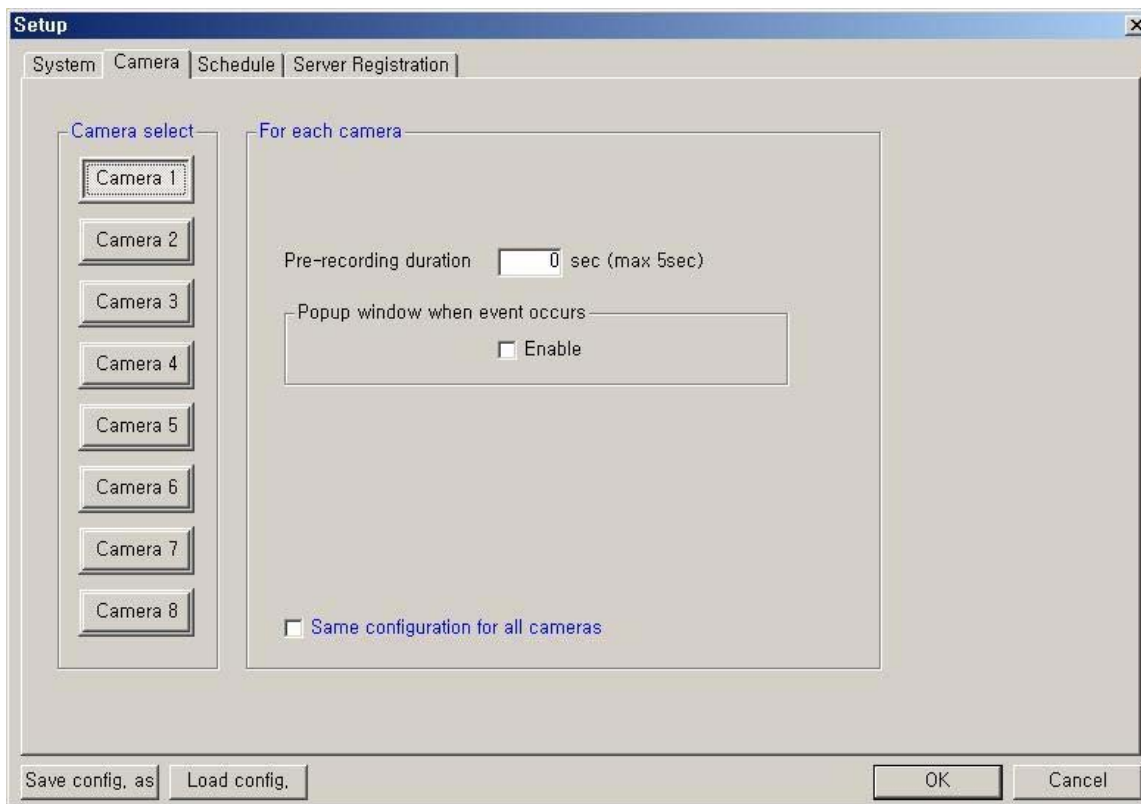 Setup
System Camera Schedule Server Registration
Camera select
Camera 1
Camera 2
Camera 3
Camera 4
Camera 5
Camera 6
Camera 7
Camera 8
For each camera
Pre-recording duration 0 sec (max 5sec)
Popup window when event occurs
Enable
Same configuration for all cameras
Save config. as Load config. OK Cancel